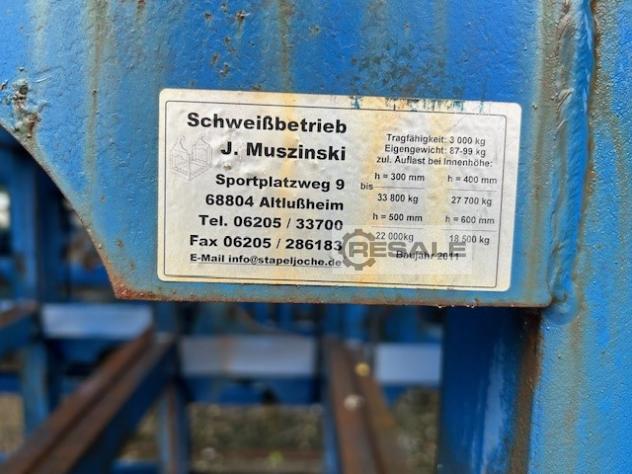 Schweißbetrieb
J. Muszinski
Sportplatzweg 9
68804 Altlußheim
Tel. 06205 / 33700
Fax 06205 / 286183
E-Mail info@stapeljoche.de
Tragfähigkeit: 3 000 kg
Eigengewicht: 87-99 kg
zul. Auflast bei Innenhöhe:
h = 300 mm h = 400 mm
bis
33 800 kg 27 700 kg
h = 500 mm h = 600 mm
22 000kg 18 500 kg
Baujahr 2011
RESALE